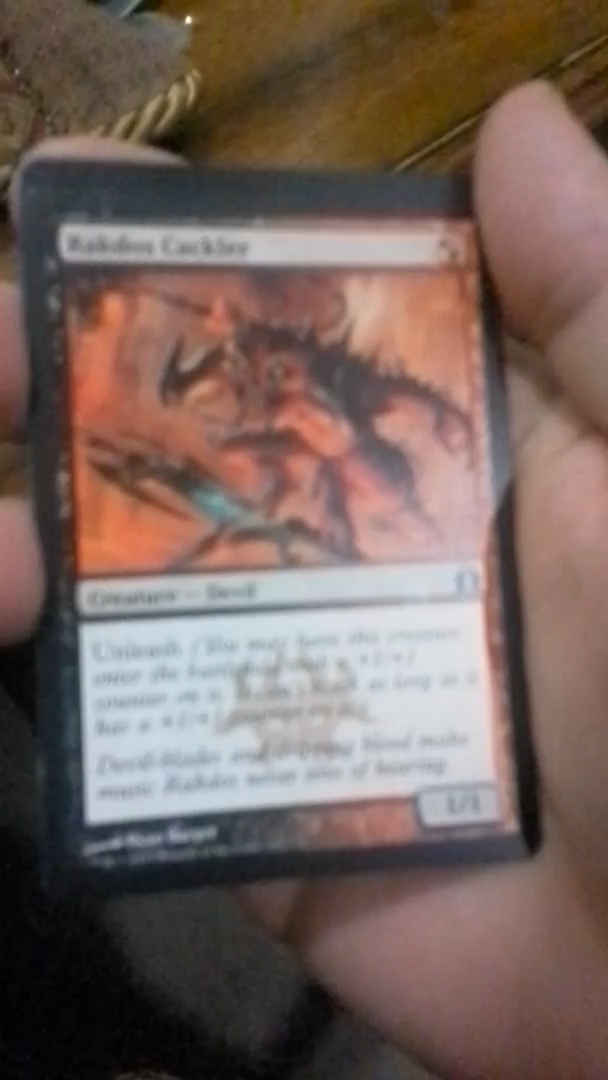 Rakdos Cackler
Creature — Devil
Unleash (You may have this creature
enter the battlefield with a +1/+1
counter on it. It can't block as long as it
has a +1/+1 counter on it.)
Devil-blades and dripping blood make
music Rakdos never tires of hearing.
1/1